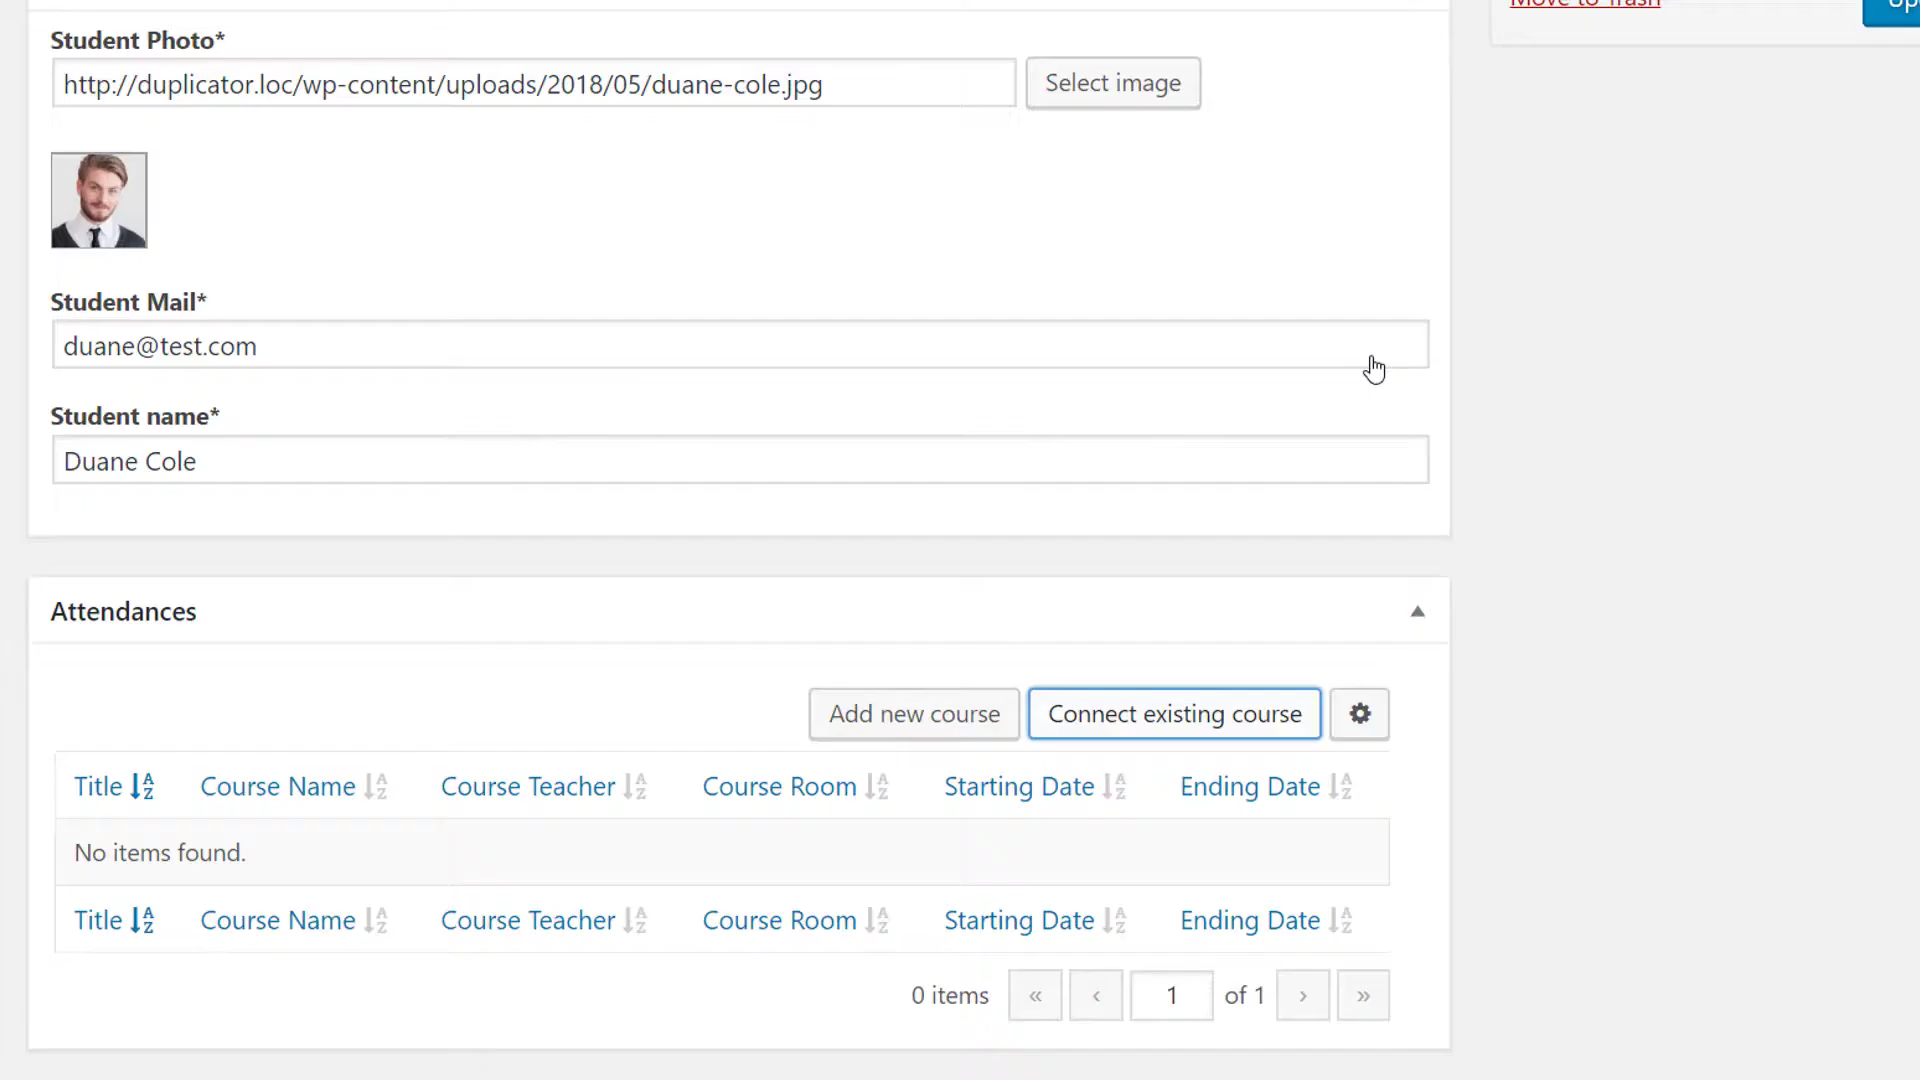 Move to Trash
Student Photo*
http://duplicator.loc/wp-content/uploads/2018/05/duane-cole.jpg
Select image
Student Mail*
duane@test.com
Student name*
Duane Cole
Attendances
Add new course
Connect existing course
Title
Course Name
Course Teacher
Course Room
Starting Date
Ending Date
No items found.
Title
Course Name
Course Teacher
Course Room
Starting Date
Ending Date
0 items « ‹ 1 of 1 › »